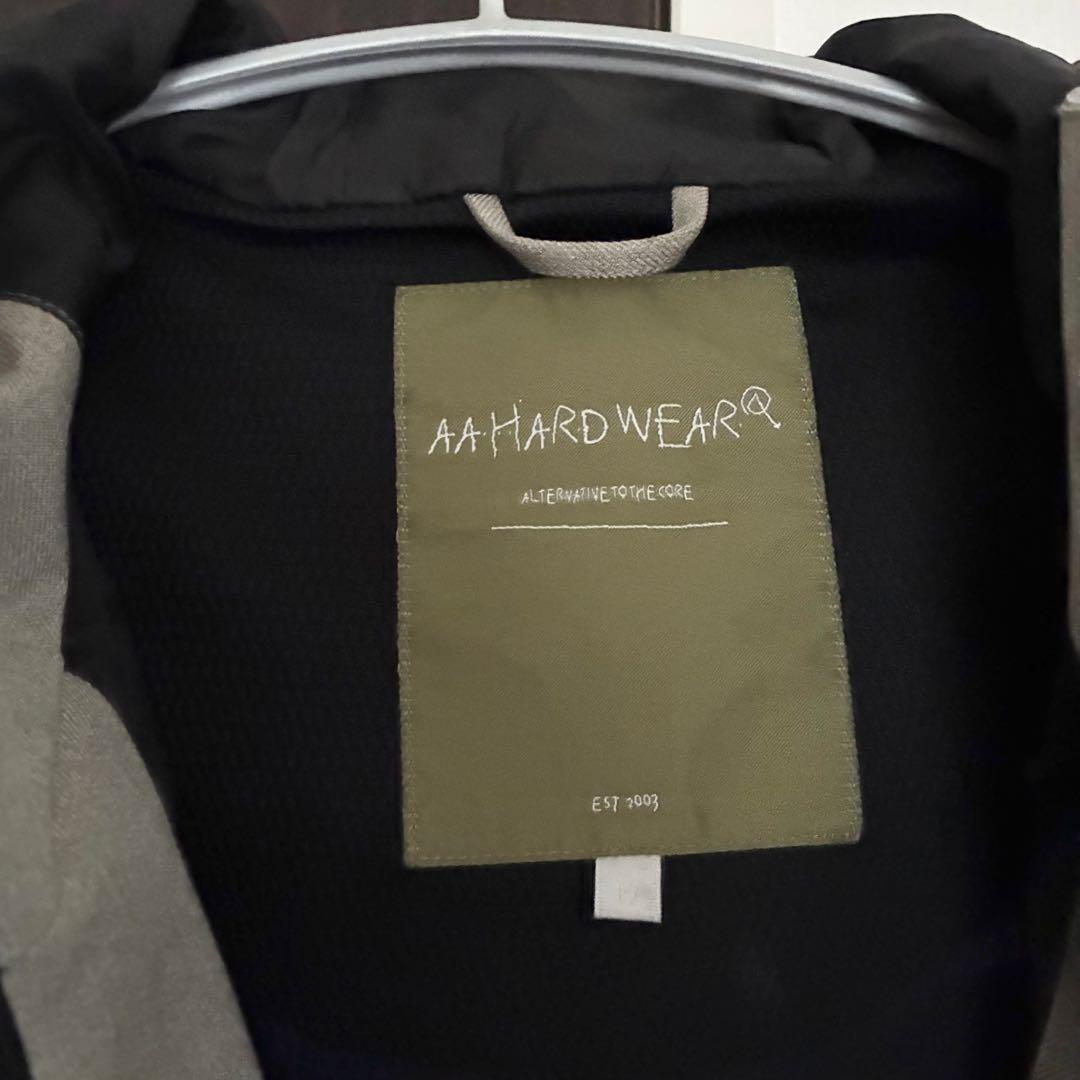 AA.HARDWEAR.
ALTERNATIVE TO THE CORE
EST 2003